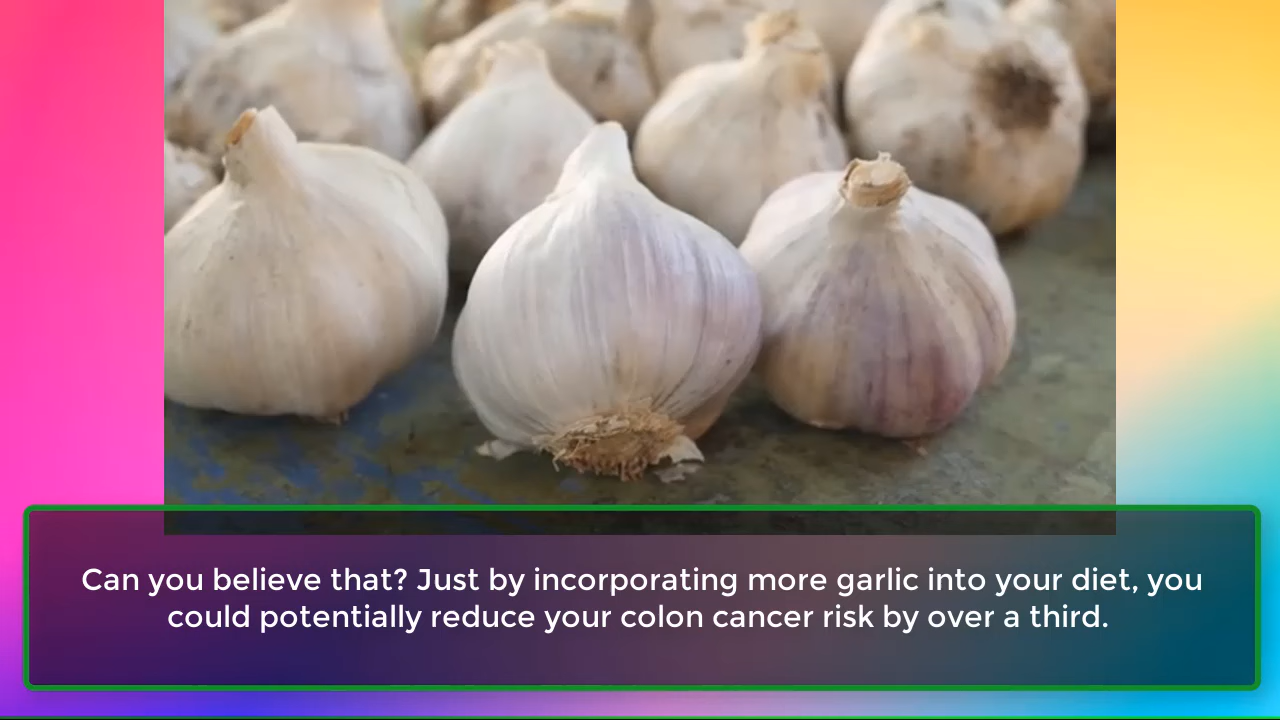 Can you believe that? Just by incorporating more garlic into your diet, you
could potentially reduce your colon cancer risk by over a third.